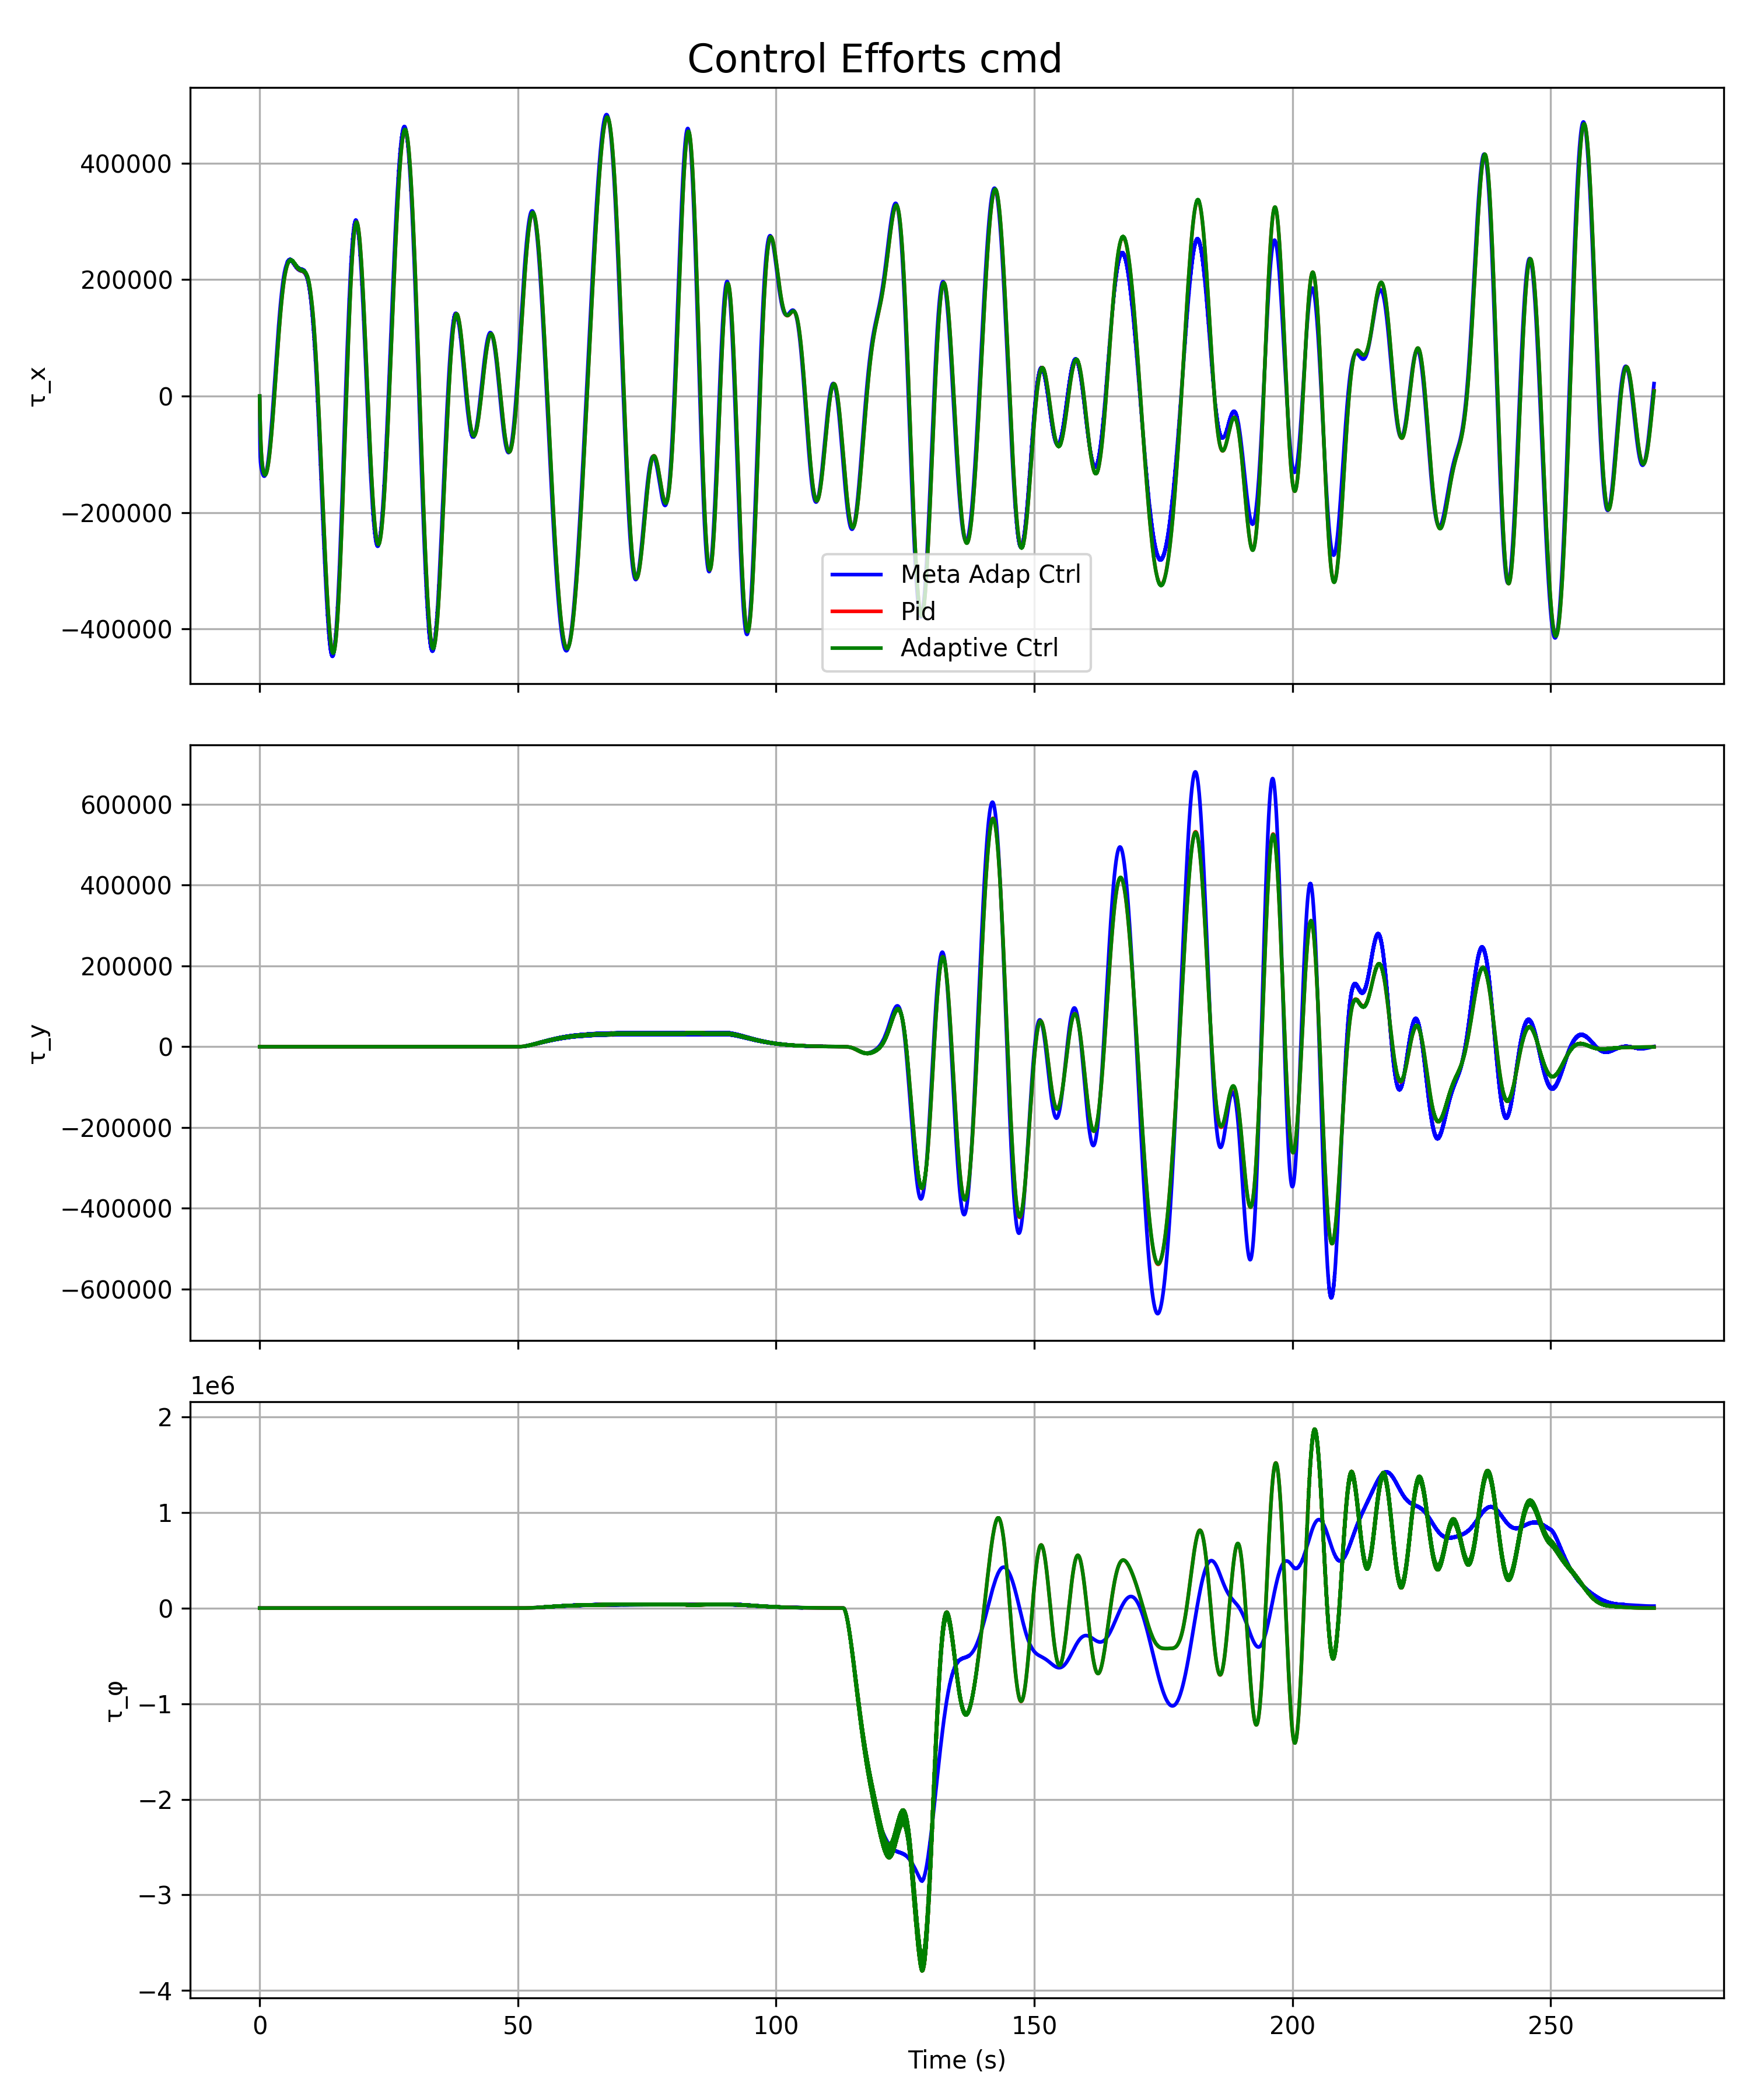 Control Efforts cmd
400000
200000
0
−200000
−400000
τ_x
Meta Adap Ctrl
Pid
Adaptive Ctrl
600000
400000
200000
0
−200000
−400000
−600000
τ_y
1e6
2
1
0
−1
−2
−3
−4
τ_φ
0 50 100 150 200 250
Time (s)